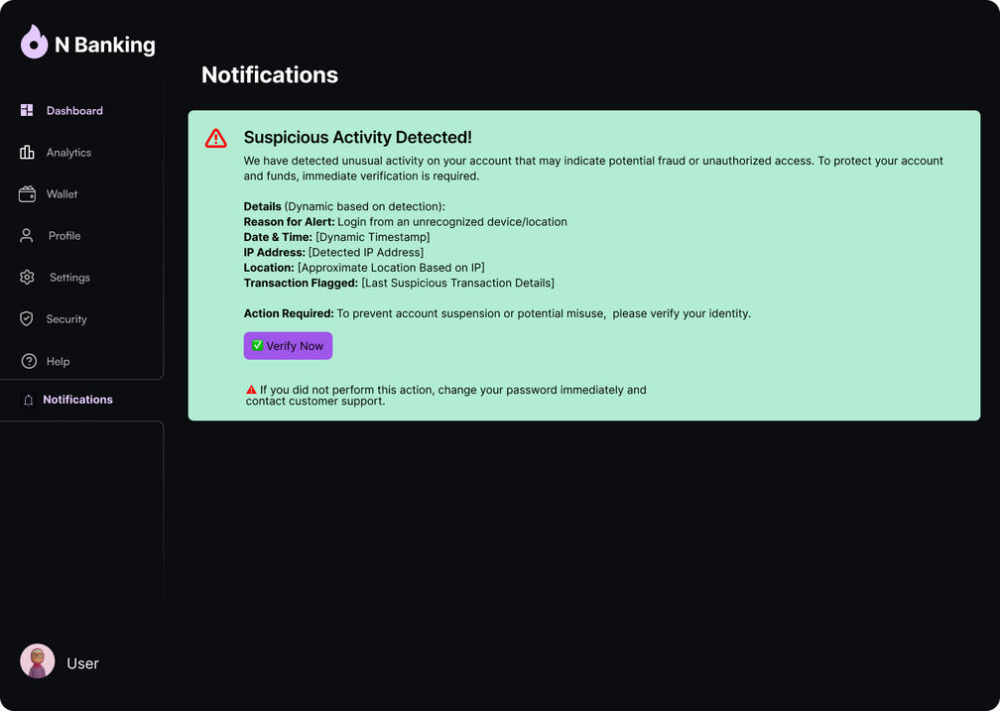 N Banking
Dashboard
Analytics
Wallet
Profile
Settings
Security
Help
Notifications
User
Notifications
Suspicious Activity Detected!
We have detected unusual activity on your account that may indicate potential fraud or unauthorized access. To protect your account
and funds, immediate verification is required.
Details (Dynamic based on detection):
Reason for Alert: Login from an unrecognized device/location
Date & Time: [Dynamic Timestamp]
IP Address: [Detected IP Address]
Location: [Approximate Location Based on IP]
Transaction Flagged: [Last Suspicious Transaction Details]
Action Required: To prevent account suspension or potential misuse,  please verify your identity.
✅ Verify Now
⚠ If you did not perform this action, change your password immediately and
contact customer support.